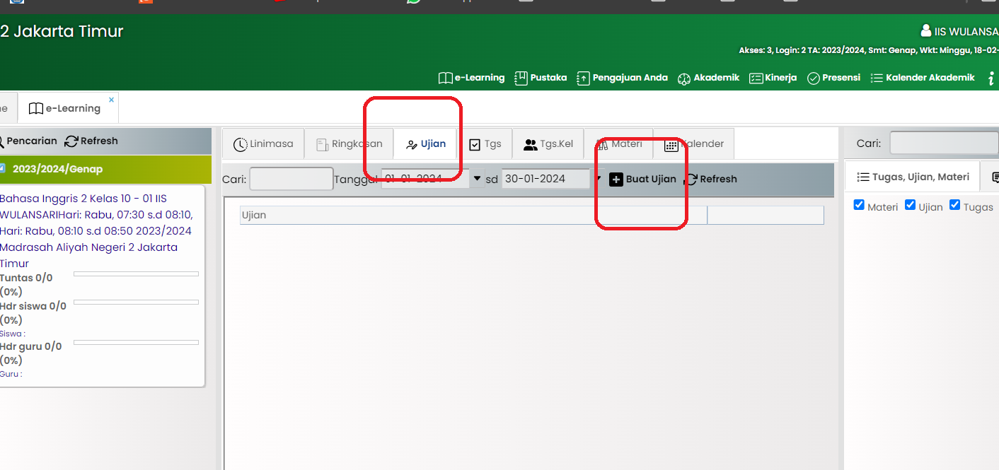 2 Jakarta Timur
IIS WULANSA
Akses: 3, Login: 2 TA: 2023/2024, Smt: Genap, Wkt: Minggu, 18-02-
e-Learning Pustaka Pengajuan Anda Akademik Kinerja Presensi Kalender Akademik
e-Learning x
Pencarian Refresh
Linimasa Ringkasan Ujian Tgs Tgs.Kel Materi Kalender
Cari:
2023/2024/Genap
Cari: Tanggal 01-01-2024 sd 30-01-2024 Buat Ujian Refresh
Tugas, Ujian, Materi
Bahasa Inggris 2 Kelas 10 - 01 IIS
WULANSARIHari: Rabu, 07:30 s.d 08:10,
Hari: Rabu, 08:10 s.d 08:50 2023/2024
Madrasah Aliyah Negeri 2 Jakarta
Timur
Tuntas 0/0
(0%)
Hdr siswa 0/0
(0%)
Siswa :
Hdr guru 0/0
(0%)
Guru :
Ujian
Materi Ujian Tugas